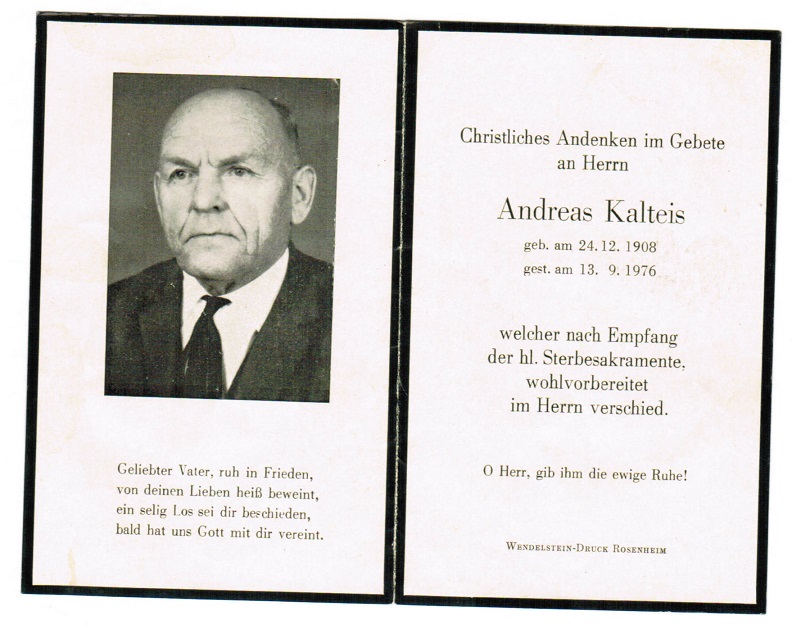 Geliebter Vater, ruh in Frieden,
von deinen Lieben heiß beweint,
ein selig Los sei dir beschieden,
bald hat uns Gott mit dir vereint.
Christliches Andenken im Gebete
an Herrn
Andreas Kalteis
geb. am 24. 12. 1908
gest. am 13. 9. 1976
welcher nach Empfang
der hl. Sterbesakramente,
wohlvorbereitet
im Herrn verschied.
O Herr, gib ihm die ewige Ruhe!
Wendelstein-Druck Rosenheim